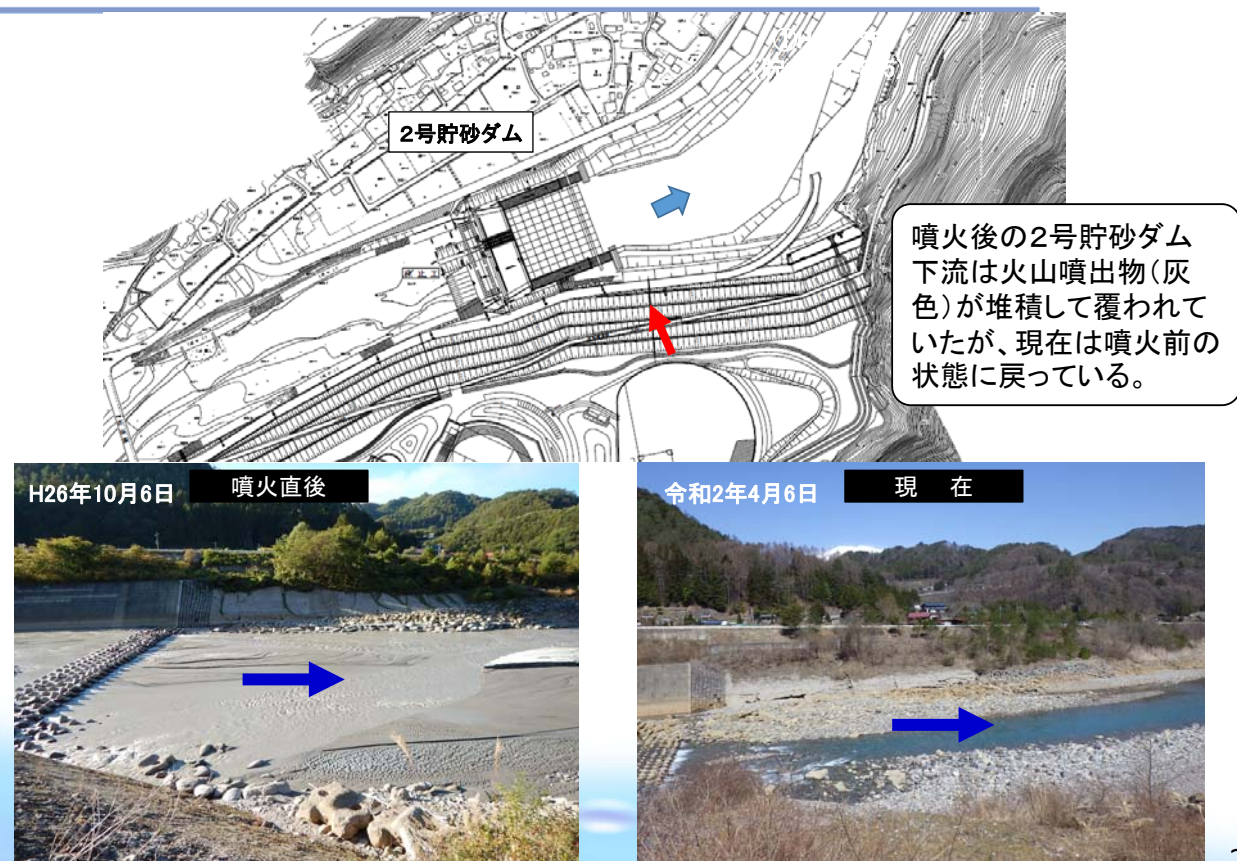 2号貯砂ダム
噴火後の2号貯砂ダム
下流は火山噴出物(灰
色)が堆積して覆われて
いたが、現在は噴火前の
状態に戻っている。
H26年10月6日
噴火直後
令和2年4月6日
現 在